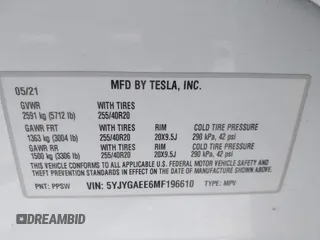 05/21 MFD BY TESLA, INC.
GVWR WITH TIRES
2591 kg (5712 lb) 255/40R20
GAWR FRT WITH TIRES RIM COLD TIRE PRESSURE
1363 kg (3004 lb) 255/40R20 20X9.5J 290 kPa, 42 psi
GAWR RR WITH TIRES RIM COLD TIRE PRESSURE
1500 kg (3306 lb) 255/40R20 20X9.5J 290 kPa, 42 psi
THIS VEHICLE CONFORMS TO ALL APPLICABLE FEDERAL MOTOR VEHICLE SAFETY
AND THEFT PREVENTION STANDARDS IN EFFECT ON THE DATE OF
MANUFACTURE SHOWN ABOVE.
PNT: PPSW VIN: 5YJYGAEE6MF196610 TYPE: MPV
DREAMBID